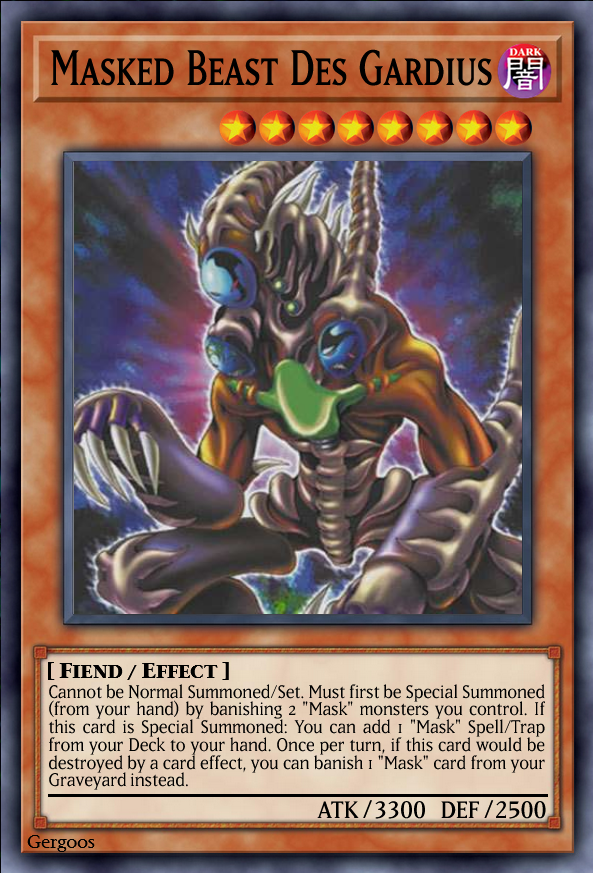 Masked Beast Des Gardius
DARK
闇
[ Fiend / Effect ]
Cannot be Normal Summoned/Set. Must first be Special Summoned
(from your hand) by banishing 2 "Mask" monsters you control. If
this card is Special Summoned: You can add 1 "Mask" Spell/Trap
from your Deck to your hand. Once per turn, if this card would be
destroyed by a card effect, you can banish 1 "Mask" card from your
Graveyard instead.
ATK/3300 DEF/2500
Gergoos